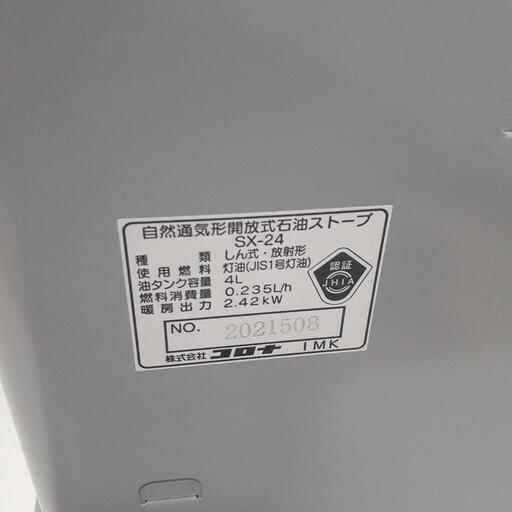 自然通気形開放式石油ストーブ
SX-24
種類 しん式・放射形
使用燃料 灯油(JIS1号灯油)
油タンク容量 4L
燃料消費量 0.235L/h
暖房出力 2.42kW
認証
JHIA
NO. 2021508
株式会社 コロナ IMK